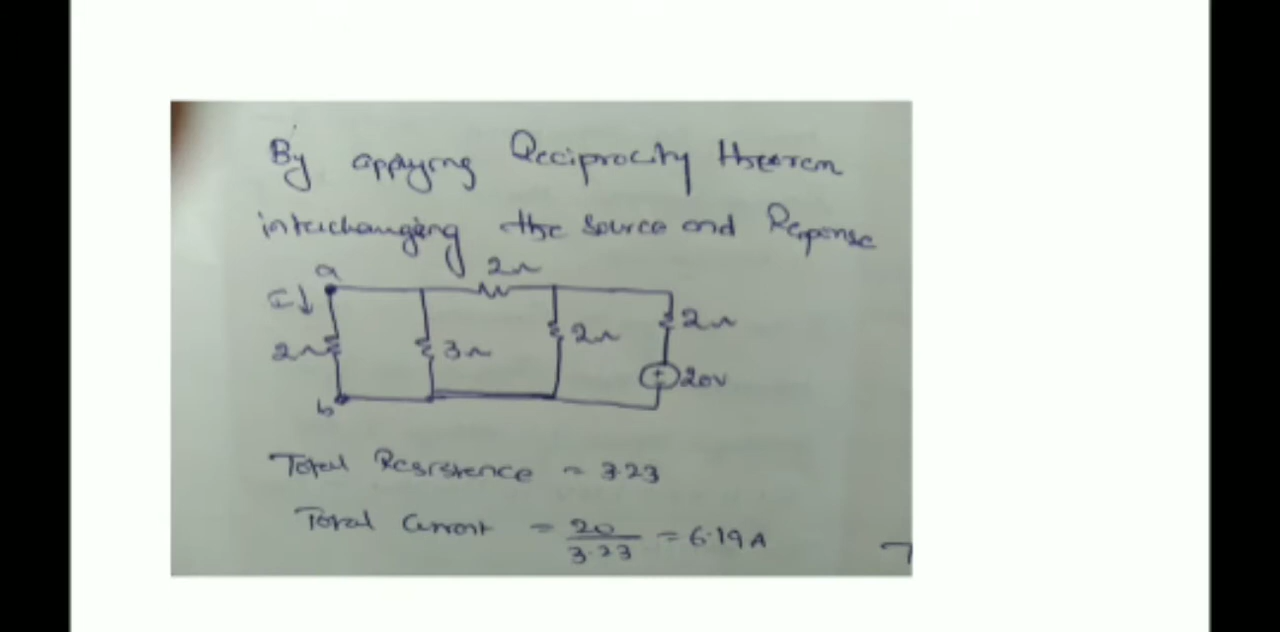 By applying Reciprocity theorem
interchanging the source and Response
a
2Ω
I↓
2Ω
3Ω
2Ω
2Ω
+
20V
b
Total Resistence = 3.23
Total Current = 20/3.23 = 6.19 A